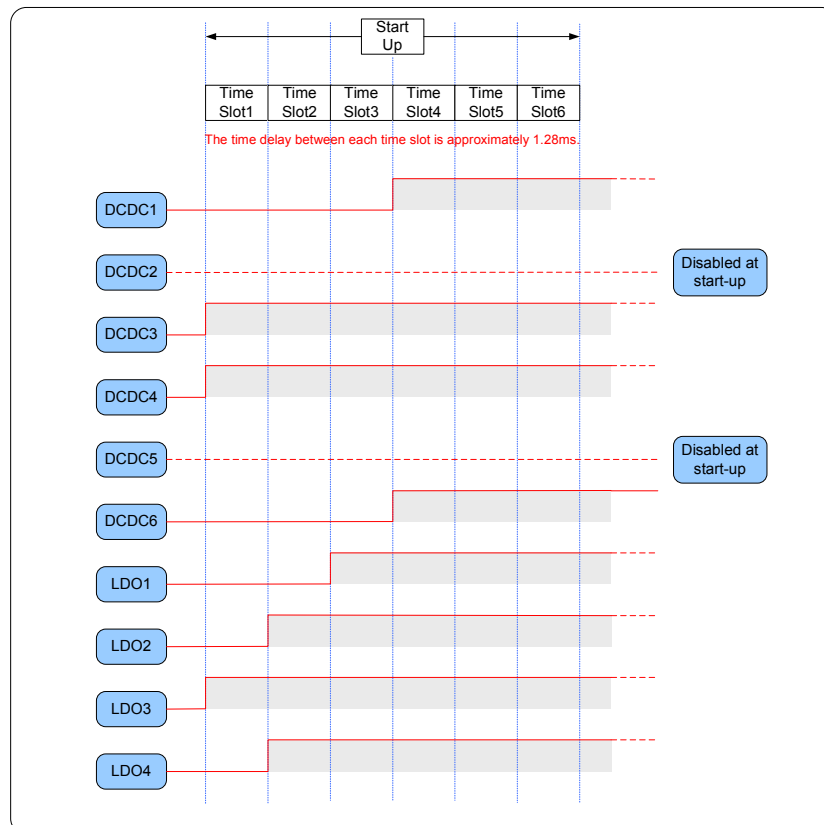 Start
Up
Time
Slot1
Time
Slot2
Time
Slot3
Time
Slot4
Time
Slot5
Time
Slot6
The time delay between each time slot is approximately 1.28ms.
DCDC1
DCDC2
Disabled at
start-up
DCDC3
DCDC4
DCDC5
Disabled at
start-up
DCDC6
LDO1
LDO2
LDO3
LDO4